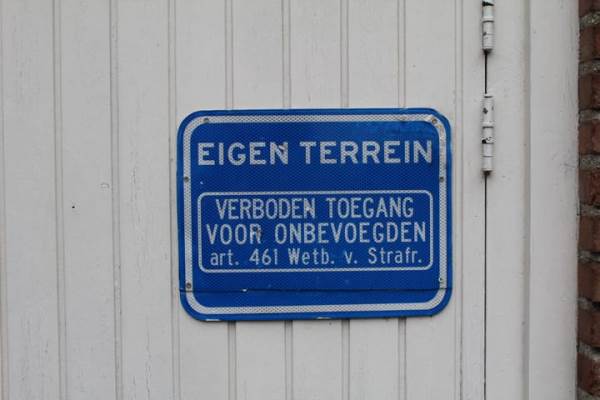 EIGEN TERREIN
VERBODEN TOEGANG
VOOR ONBEVOEGDEN
art. 461 Wetb. v. Strafr.